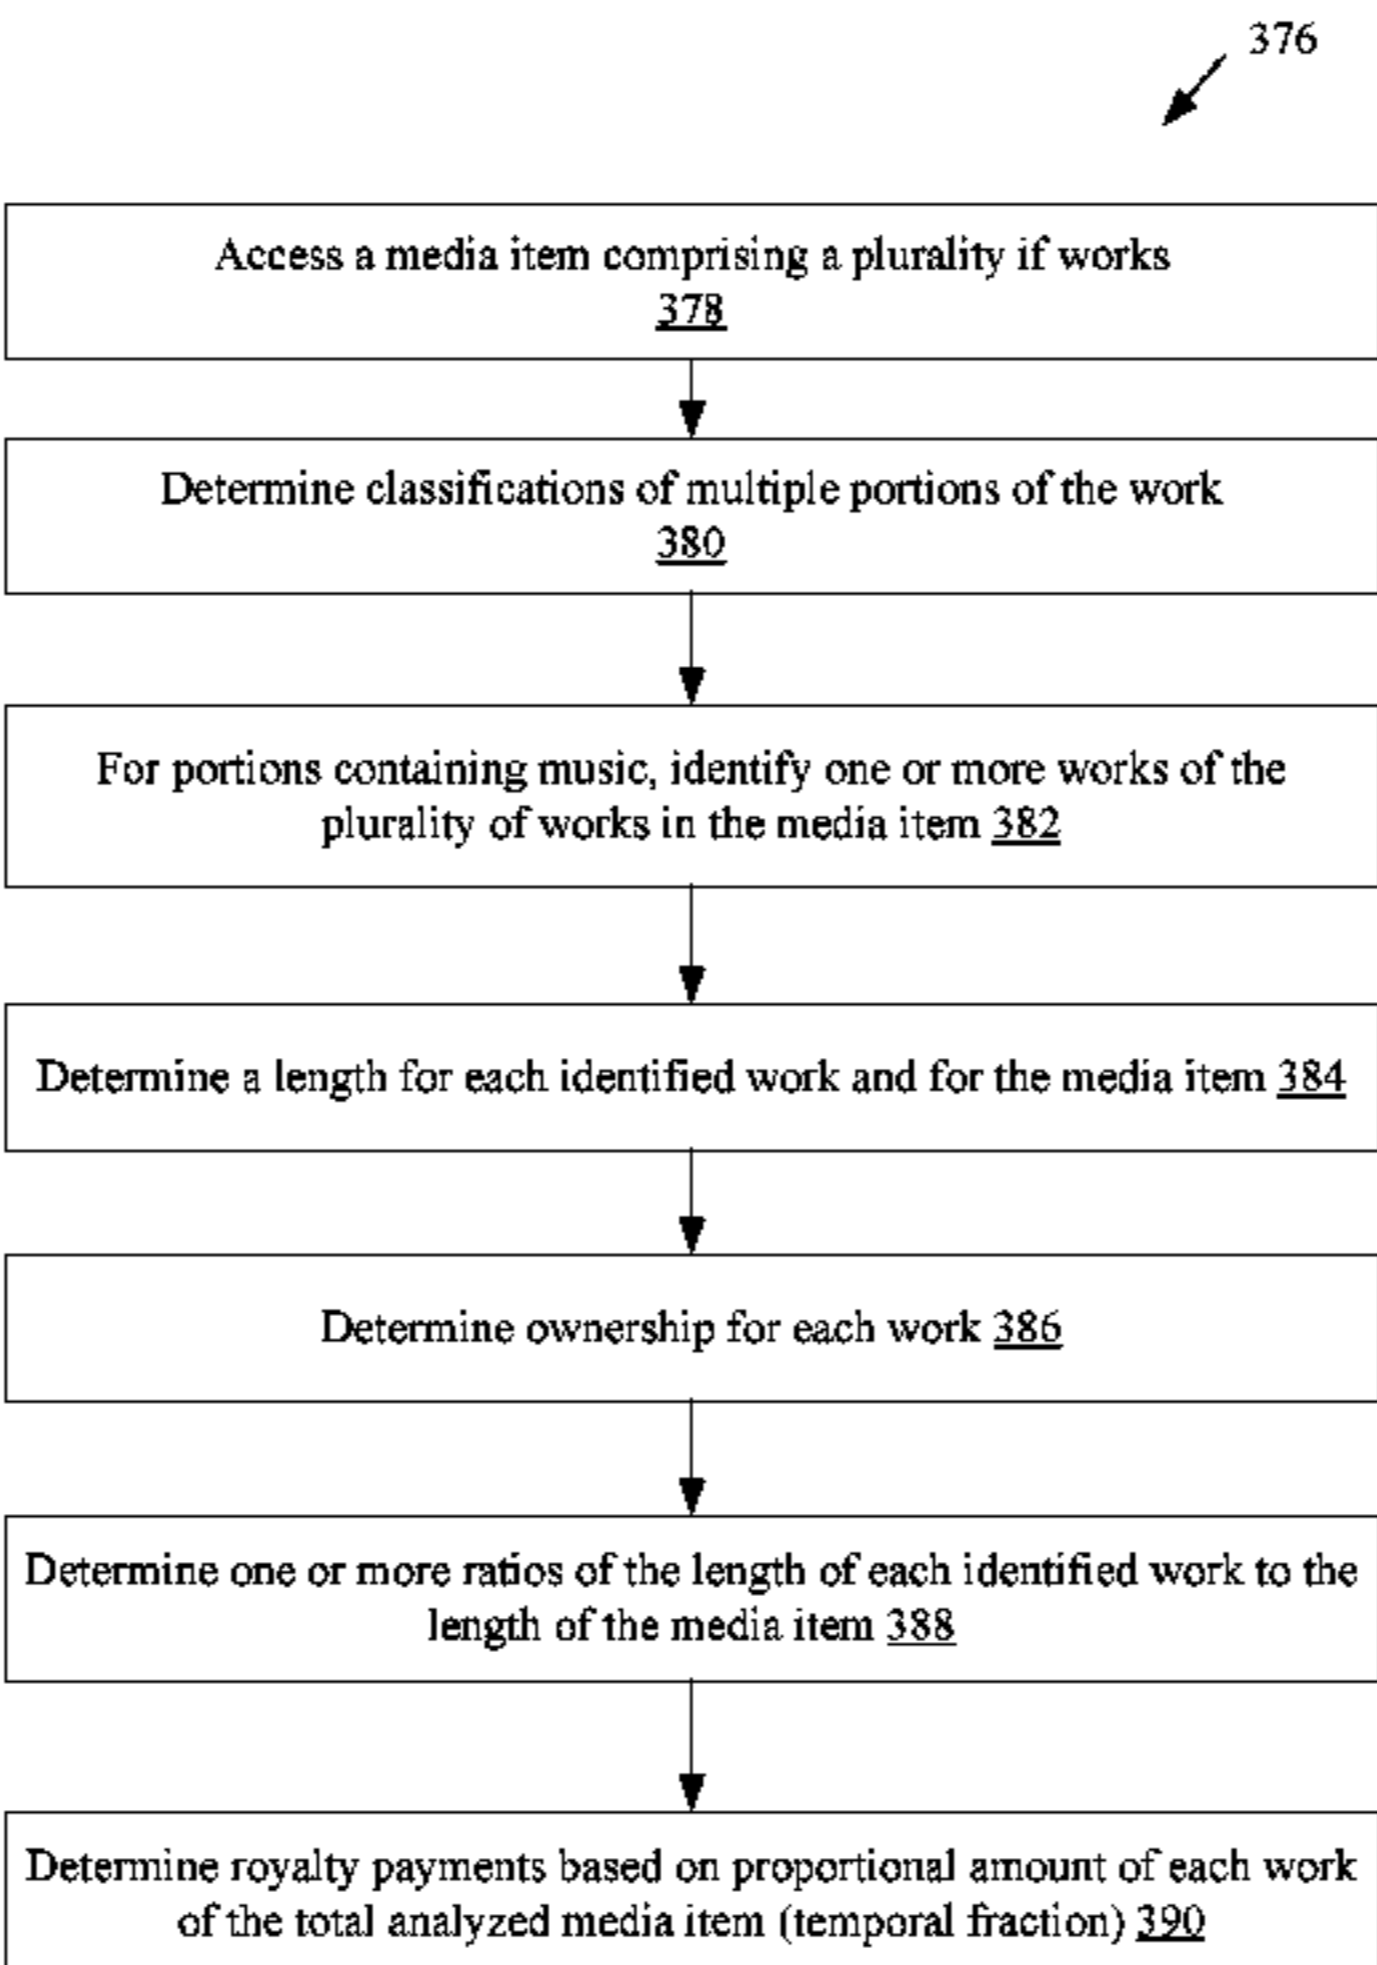 376
Access a media item comprising a plurality if works
378
Determine classifications of multiple portions of the work
380
For portions containing music, identify one or more works of the
plurality of works in the media item 382
Determine a length for each identified work and for the media item 384
Determine ownership for each work 386
Determine one or more ratios of the length of each identified work to the
length of the media item 388
Determine royalty payments based on proportional amount of each work
of the total analyzed media item (temporal fraction) 390